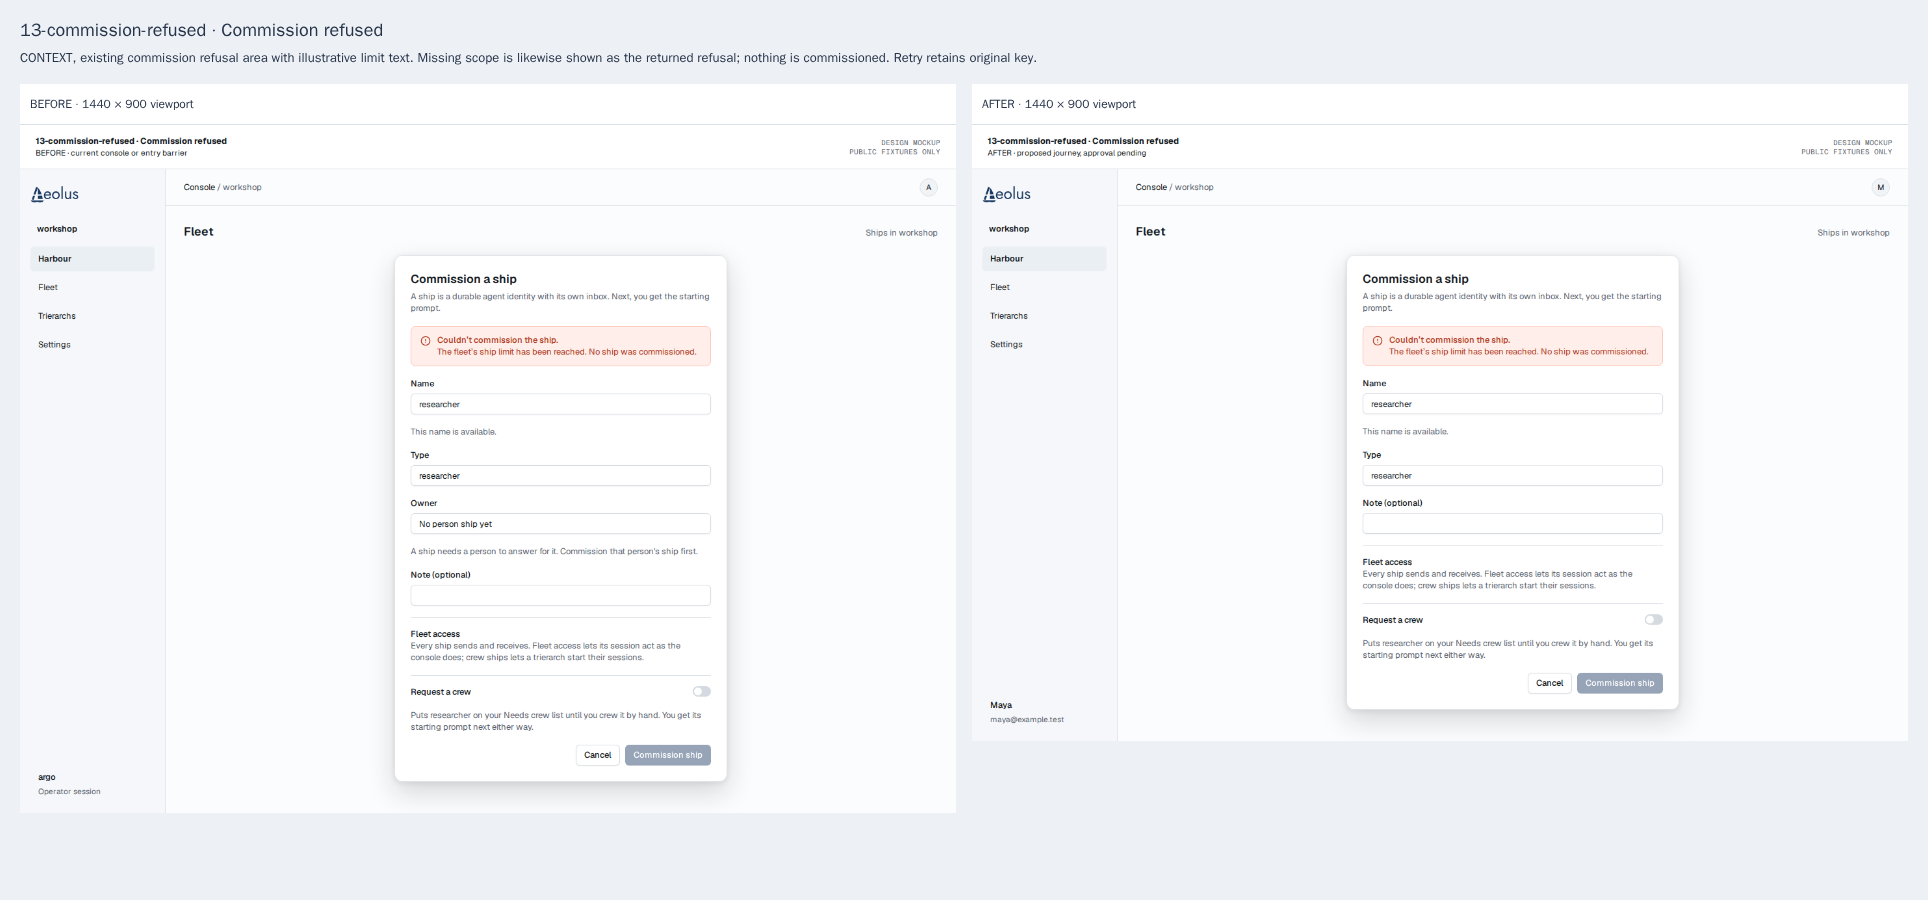 13-commission-refused · Commission refused
CONTEXT, existing commission refusal area with illustrative limit text. Missing scope is likewise shown as the returned refusal; nothing is commissioned. Retry retains original key.
BEFORE · 1440 × 900 viewport
13-commission-refused · Commission refused
BEFORE · current console or entry barrier
DESIGN MOCKUP
PUBLIC FIXTURES ONLY
Aeolus
Console / workshop
A
workshop
Harbour
Fleet
Trierarchs
Settings
argo
Operator session
Fleet
Ships in workshop
Commission a ship
A ship is a durable agent identity with its own inbox. Next, you get the starting
prompt.
Couldn't commission the ship.
The fleet's ship limit has been reached. No ship was commissioned.
Name
researcher
This name is available.
Type
researcher
Owner
No person ship yet
A ship needs a person to answer for it. Commission that person's ship first.
Note (optional)
Fleet access
Every ship sends and receives. Fleet access lets its session act as the
console does; crew ships lets a trierarch start their sessions.
Request a crew
Puts researcher on your Needs crew list until you crew it by hand. You get its
starting prompt next either way.
Cancel
Commission ship
AFTER · 1440 × 900 viewport
13-commission-refused · Commission refused
AFTER · proposed journey, approval pending
DESIGN MOCKUP
PUBLIC FIXTURES ONLY
Aeolus
Console / workshop
M
workshop
Harbour
Fleet
Trierarchs
Settings
Maya
maya@example.test
Fleet
Ships in workshop
Commission a ship
A ship is a durable agent identity with its own inbox. Next, you get the starting
prompt.
Couldn't commission the ship.
The fleet's ship limit has been reached. No ship was commissioned.
Name
researcher
This name is available.
Type
researcher
Note (optional)
Fleet access
Every ship sends and receives. Fleet access lets its session act as the
console does; crew ships lets a trierarch start their sessions.
Request a crew
Puts researcher on your Needs crew list until you crew it by hand. You get its
starting prompt next either way.
Cancel
Commission ship